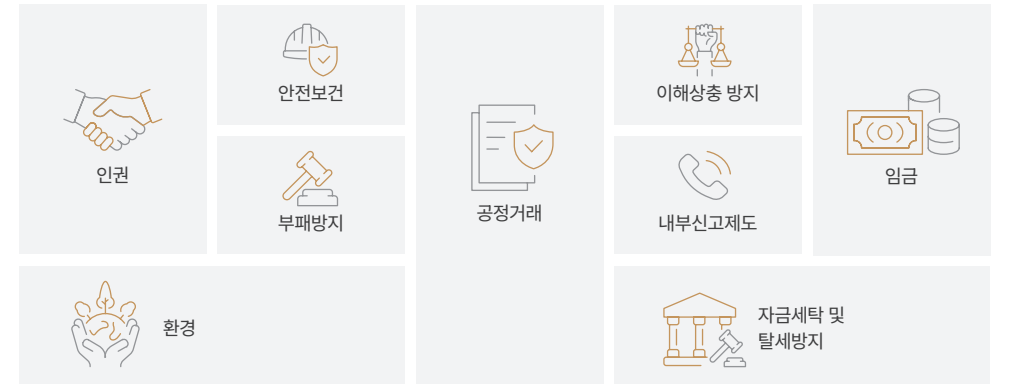 인권
안전보건
부패방지
공정거래
이해상충 방지
내부신고제도
임금
환경
자금세탁 및
탈세방지